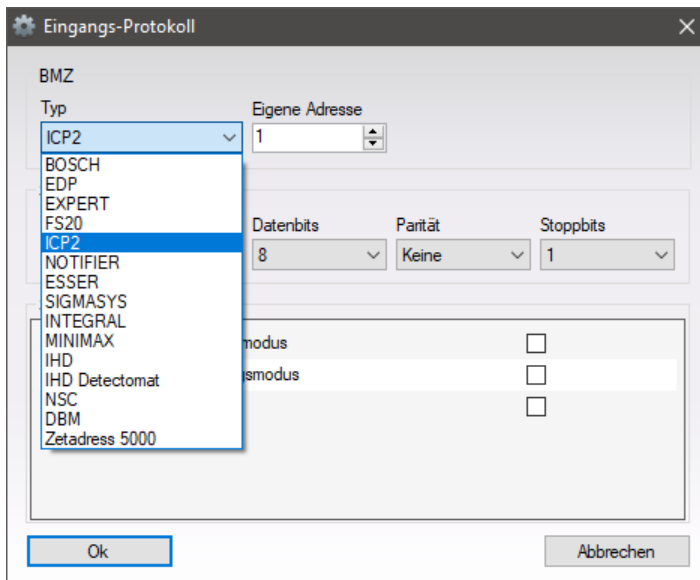 Eingangs-Protokoll
BMZ
Typ
Eigene Adresse
ICP2
1
BOSCH
EDP
EXPERT
FS20
ICP2
NOTIFIER
ESSER
SIGMASYS
INTEGRAL
MINIMAX
IHD
IHD Detectomat
NSC
DBM
Zetadress 5000
Datenbits
Parität
Stoppbits
8
Keine
1
modus
smodus
Ok
Abbrechen